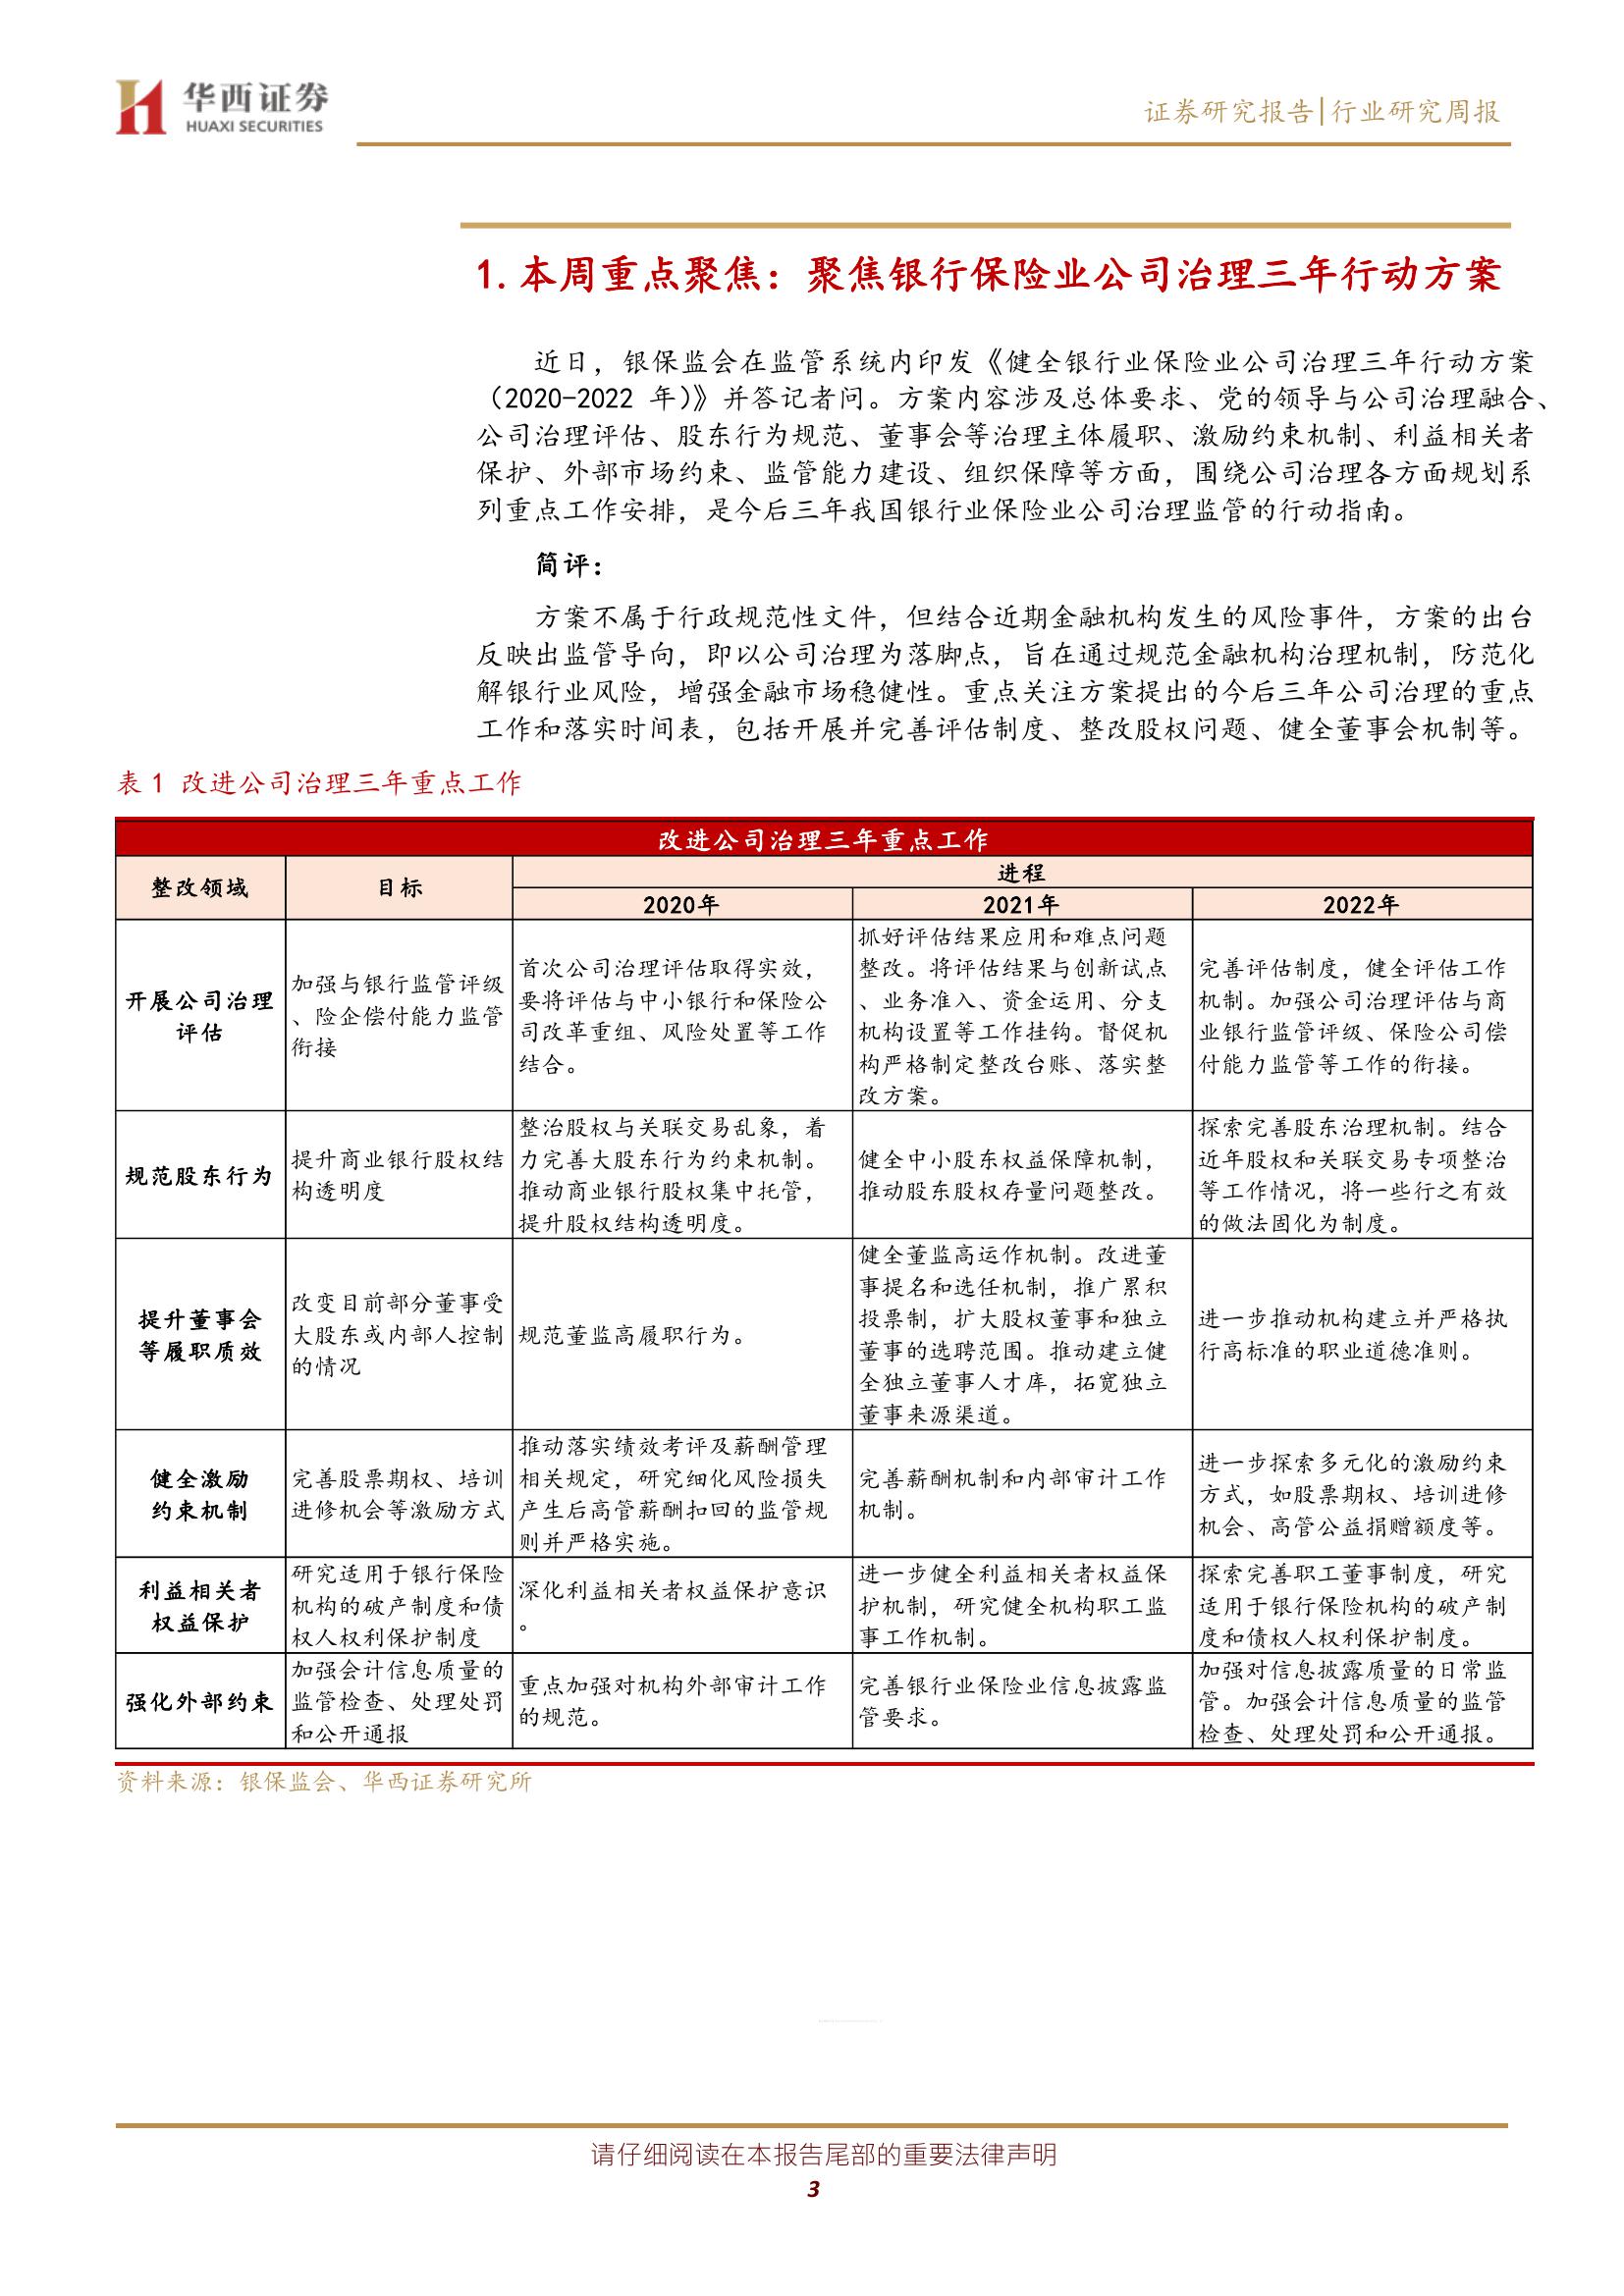 华西证券
HUAXI SECURITIES
证券研究报告|行业研究周报
1.本周重点聚焦：聚焦银行保险业公司治理三年行动方案
近日，银保监会在监管系统内印发《健全银行业保险业公司治理三年行动方案
（2020-2022 年）》并答记者问。方案内容涉及总体要求、党的领导与公司治理融合、
公司治理评估、股东行为规范、董事会等治理主体履职、激励约束机制、利益相关者
保护、外部市场约束、监管能力建设、组织保障等方面，围绕公司治理各方面规划系
列重点工作安排，是今后三年我国银行业保险业公司治理监管的行动指南。
简评：
方案不属于行政规范性文件，但结合近期金融机构发生的风险事件，方案的出台
反映出监管导向，即以公司治理为落脚点，旨在通过规范金融机构治理机制，防范化
解银行业风险，增强金融市场稳健性。重点关注方案提出的今后三年公司治理的重点
工作和落实时间表，包括开展并完善评估制度、整改股权问题、健全董事会机制等。
表 1 改进公司治理三年重点工作
改进公司治理三年重点工作
整改领域
目标
进程
2020年
2021年
2022年
开展公司治理
评估
加强与银行监管评级
、险企偿付能力监管
衔接
首次公司治理评估取得实效，
要将评估与中小银行和保险公
司改革重组、风险处置等工作
结合。
抓好评估结果应用和难点问题
整改。将评估结果与创新试点
、业务准入、资金运用、分支
机构设置等工作挂钩。督促机
构严格制定整改台账、落实整
改方案。
完善评估制度，健全评估工作
机制。加强公司治理评估与商
业银行监管评级、保险公司偿
付能力监管等工作的衔接。
规范股东行为
提升商业银行股权结
构透明度
整治股权与关联交易乱象，着
力完善大股东行为约束机制。
推动商业银行股权集中托管，
提升股权结构透明度。
健全中小股东权益保障机制，
推动股东股权存量问题整改。
探索完善股东治理机制。结合
近年股权和关联交易专项整治
等工作情况，将一些行之有效
的做法固化为制度。
提升董事会
等履职质效
改变目前部分董事受
大股东或内部人控制
的情况
规范董监高履职行为。
健全董监高运作机制。改进董
事提名和选任机制，推广累积
投票制，扩大股权董事和独立
董事的选聘范围。推动建立健
全独立董事人才库，拓宽独立
董事来源渠道。
进一步推动机构建立并严格执
行高标准的职业道德准则。
健全激励
约束机制
完善股票期权、培训
进修机会等激励方式
推动落实绩效考评及薪酬管理
相关规定，研究细化风险损失
产生后高管薪酬扣回的监管规
则并严格实施。
完善薪酬机制和内部审计工作
机制。
进一步探索多元化的激励约束
方式，如股票期权、培训进修
机会、高管公益捐赠额度等。
利益相关者
权益保护
研究适用于银行保险
机构的破产制度和债
权人权利保护制度
深化利益相关者权益保护意识
。
进一步健全利益相关者权益保
护机制，研究健全机构职工监
事工作机制。
探索完善职工董事制度，研究
适用于银行保险机构的破产制
度和债权人权利保护制度。
强化外部约束
加强会计信息质量的
监管检查、处理处罚
和公开通报
重点加强对机构外部审计工作
的规范。
完善银行业保险业信息披露监
管要求。
加强对信息披露质量的日常监
管。加强会计信息质量的监管
检查、处理处罚和公开通报。
资料来源：银保监会、华西证券研究所
请仔细阅读在本报告尾部的重要法律声明
3